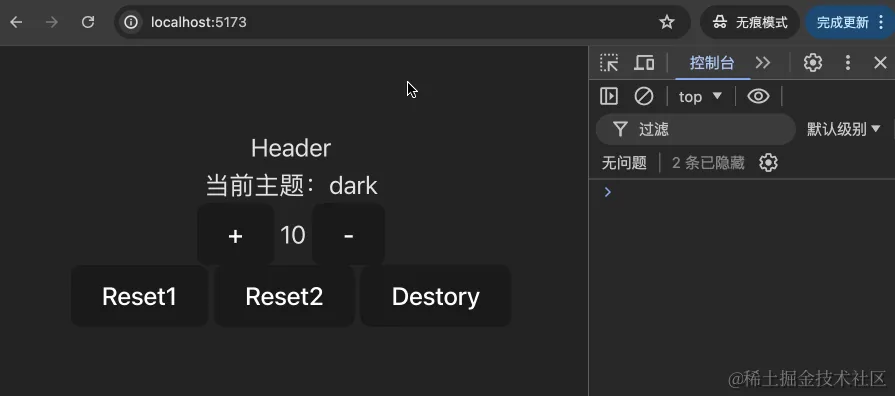 localhost:5173
无痕模式
完成更新
控制台
top
过滤
默认级别
无问题
2 条已隐藏
Header
当前主题：dark
+ 10 -
Reset1 Reset2 Destory
@稀土掘金技术社区